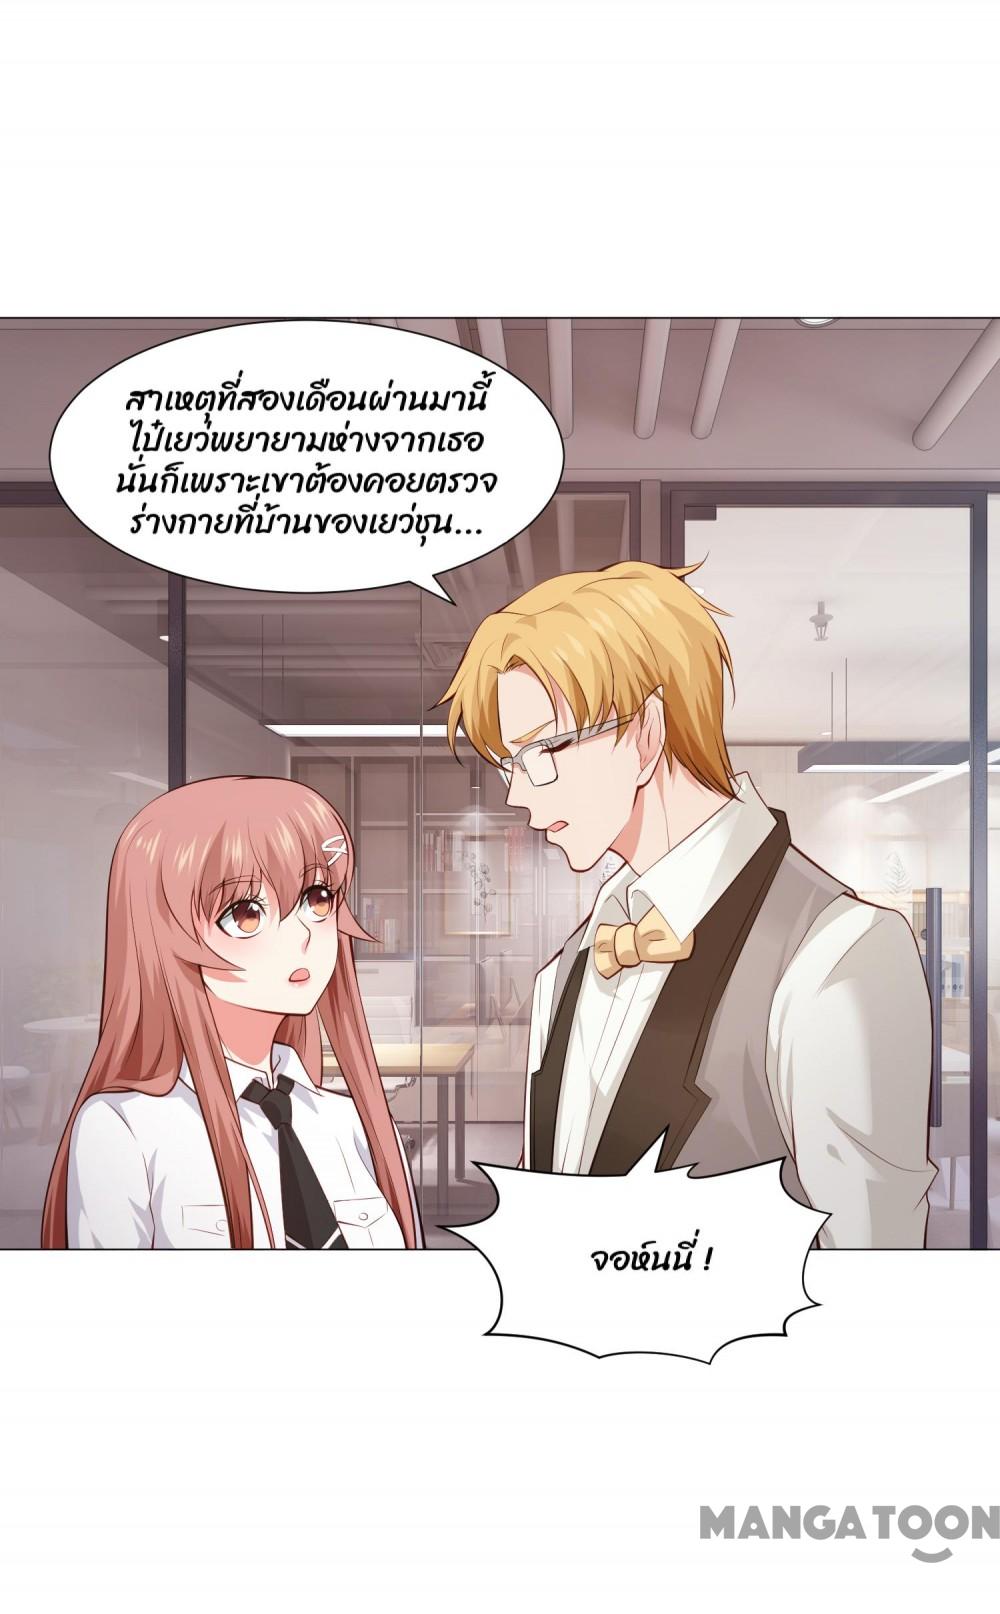 สาเหตุที่สองเดือนผ่านมานี้
ไป๋เยว่พยายามห่างจากเธอ
นั่นก็เพราะเขาต้องคอยตรวจ
ร่างกายที่บ้านของเยว่ชุน...
จอห์นนี่ !
MANGATOON